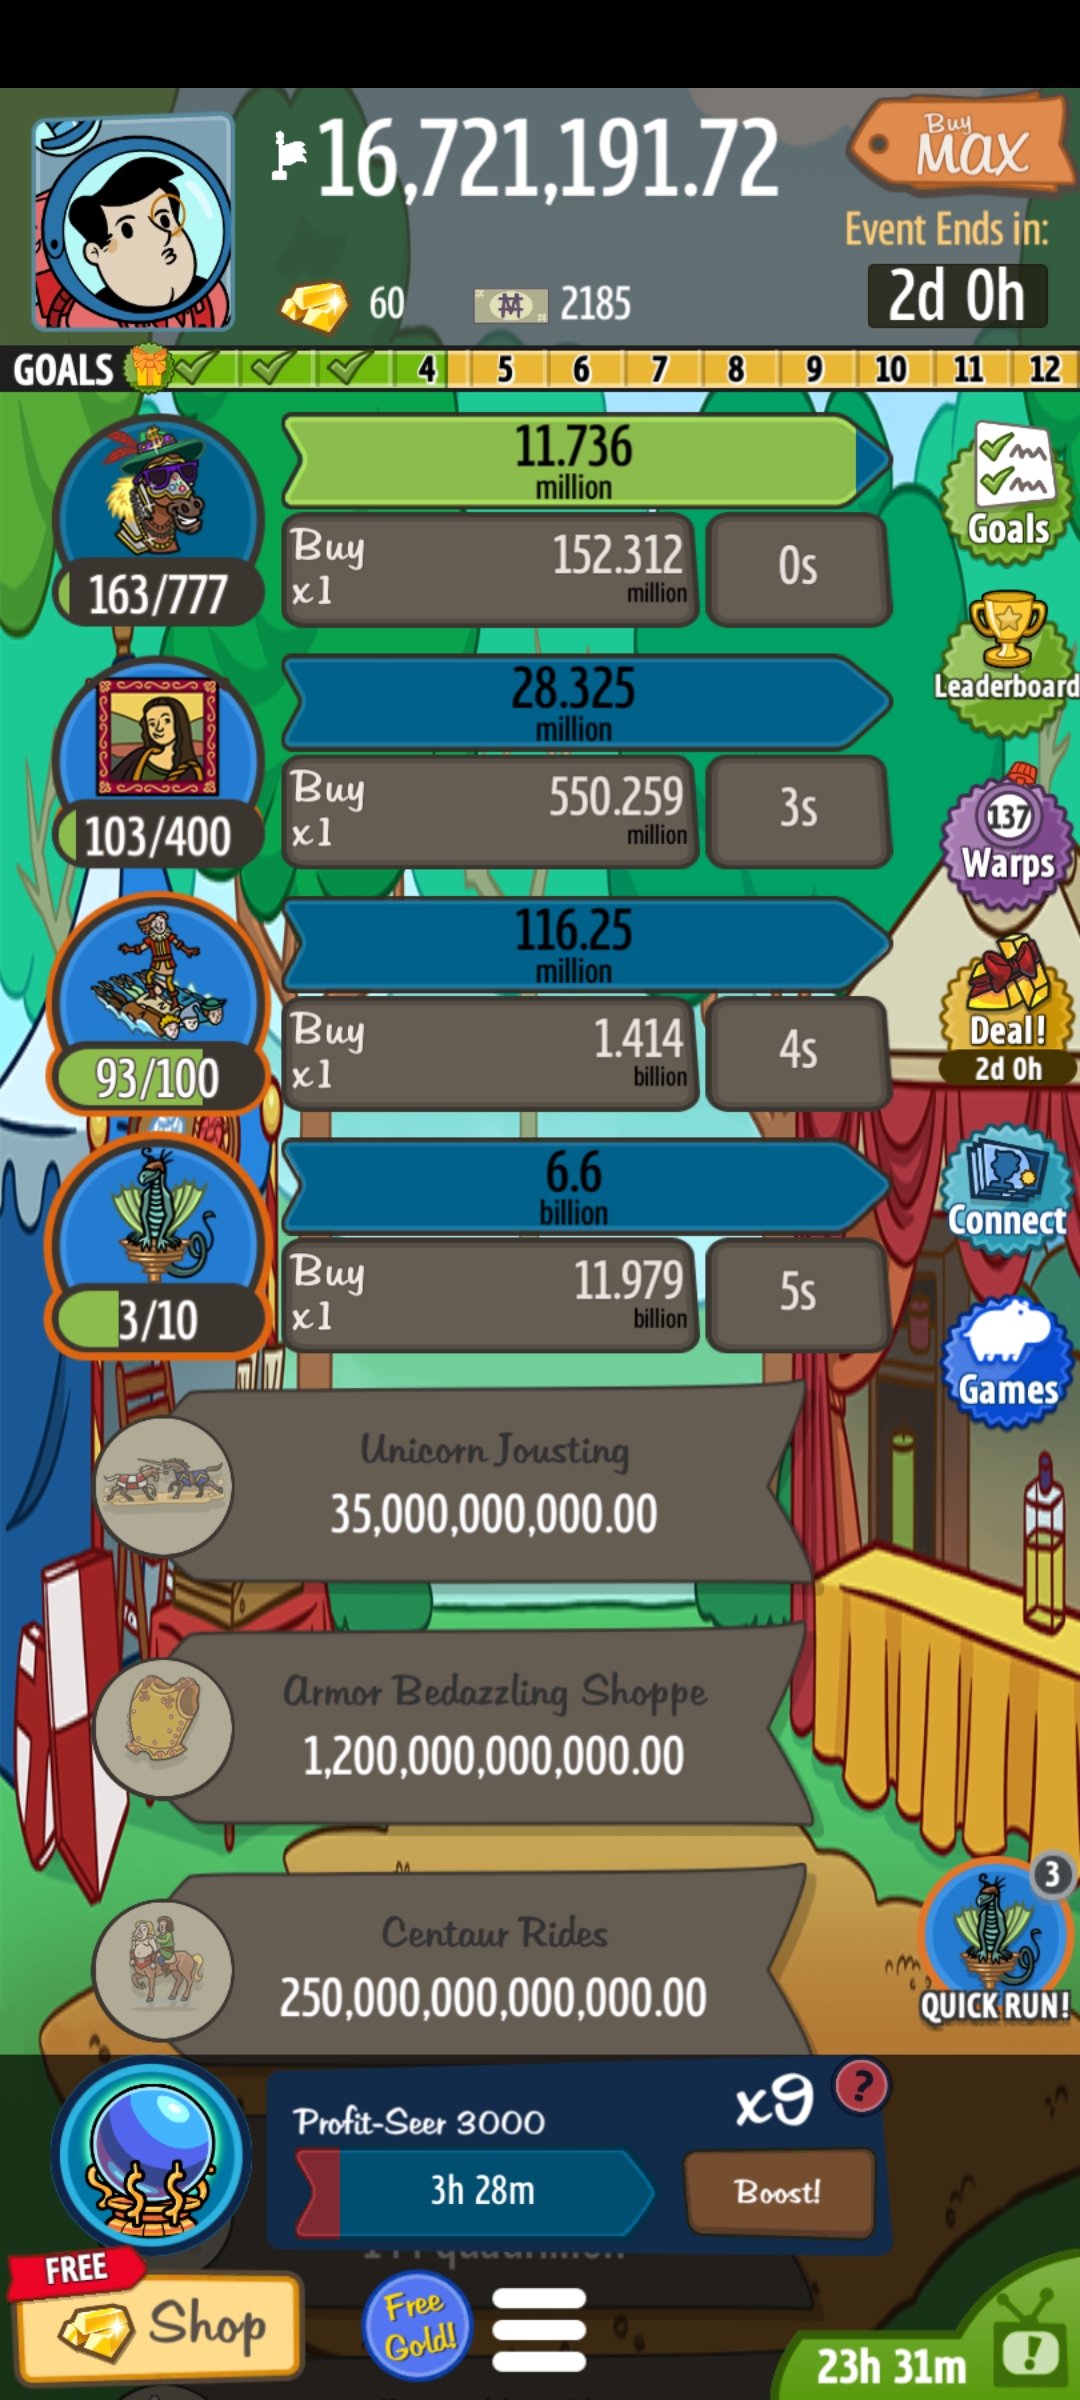 16,721,191.72
Buy
MAX
Event Ends in:
2d 0h
60
2185
GOALS
4 5 6 7 8 9 10 11 12
11.736
million
Buy
x1
152.312
million
0s
163/777
Goals
Leaderboard
28.325
million
Buy
x1
550.259
million
3s
103/400
137
Warps
116.25
million
Buy
x1
1.414
billion
4s
93/100
Deal!
2d 0h
6.6
billion
Buy
x1
11.979
billion
5s
3/10
Connect
Games
Unicorn Jousting
35,000,000,000.00
Armor Bedazzling Shoppe
1,200,000,000,000.00
Centaur Rides
250,000,000,000,000.00
3
QUICK RUN!
Profit-Seer 3000
x9
?
3h 28m
Boost!
FREE
Shop
Free
Gold!
23h 31m
!